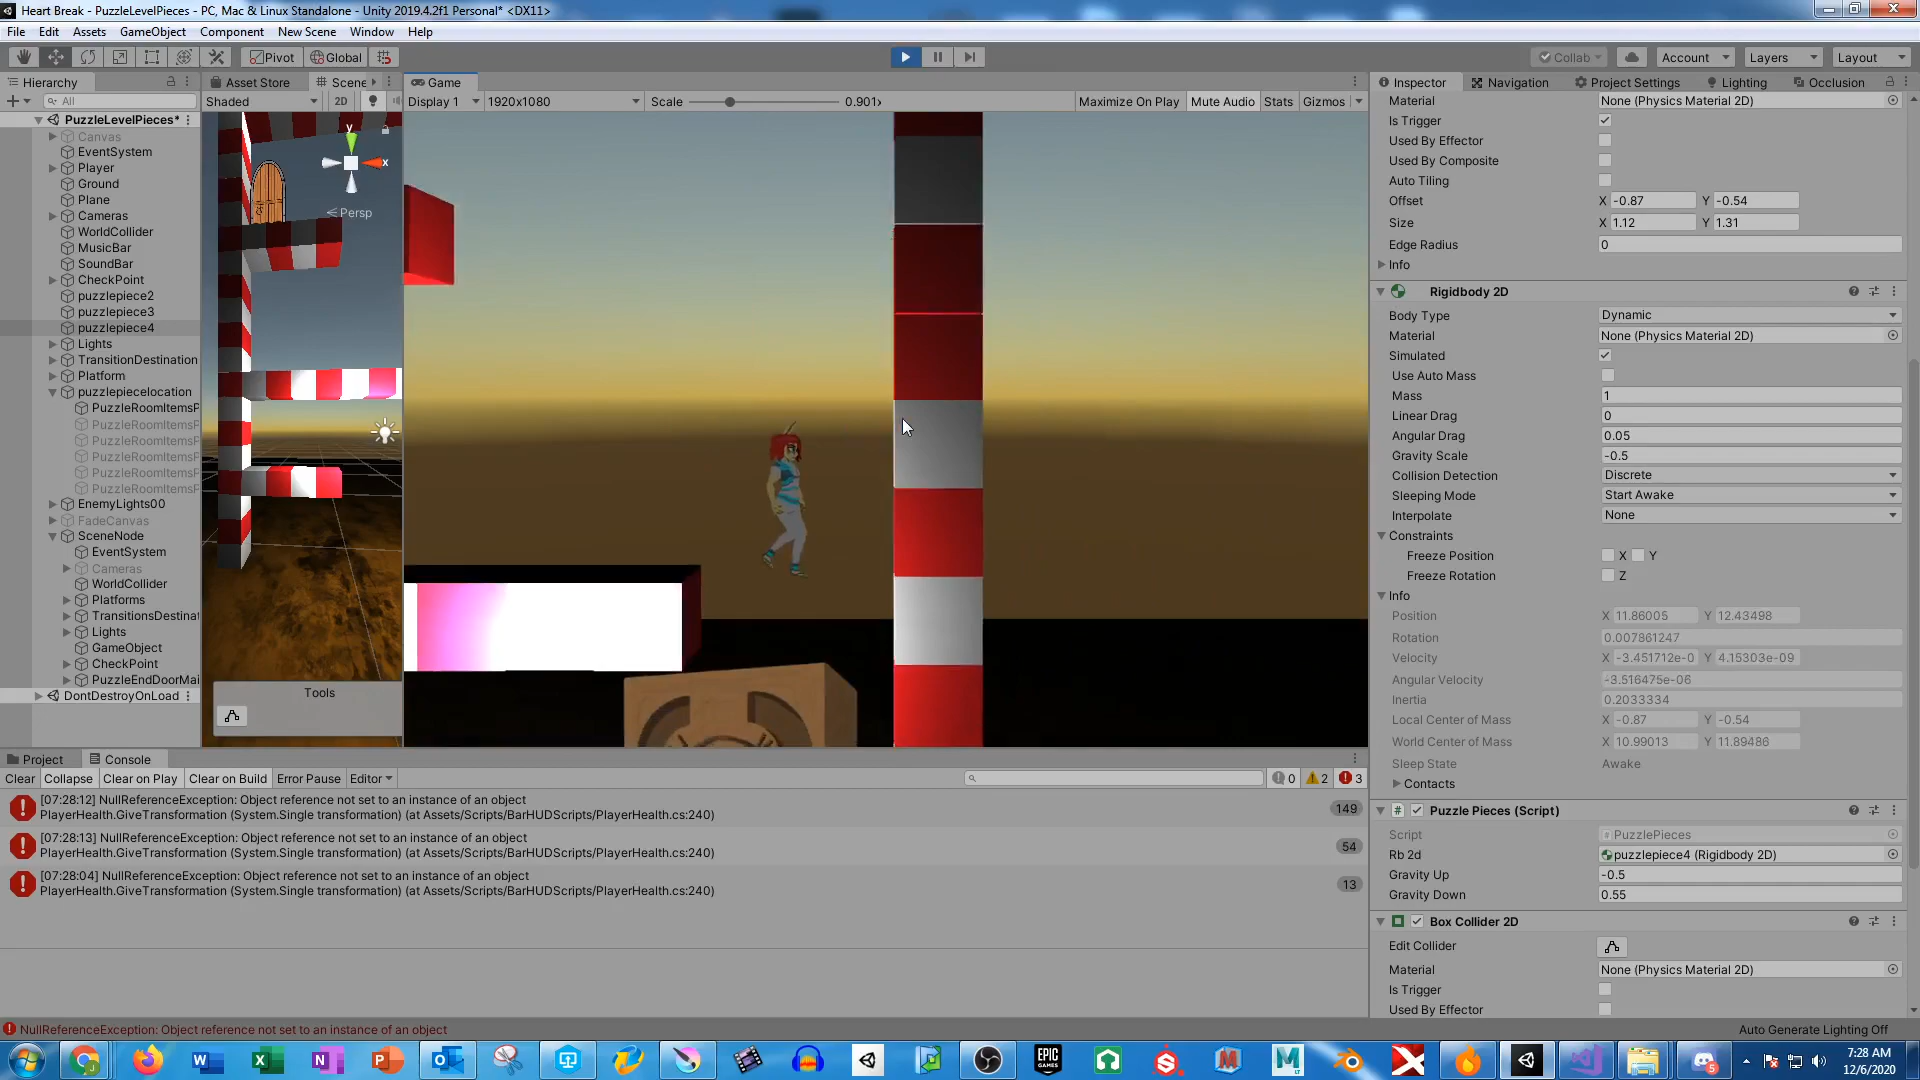 Heart Break - PuzzleLevelPieces - PC, Mac & Linux Standalone - Unity 2019.4.2f1 Personal* <DX11>
File Edit Assets GameObject Component New Scene Window Help
Pivot Global Collab Account Layers Layout
Hierarchy Asset Store Scene Game Inspector Navigation Project Settings Lighting Occlusion
All Shaded 2D Display 1 1920x1080 Scale 0.901x Maximize On Play Mute Audio Stats Gizmos
PuzzleLevelPieces*
Canvas
EventSystem
Player
Ground
Plane
Cameras
WorldCollider
MusicBar
SoundBar
CheckPoint
puzzlepiece2
puzzlepiece3
puzzlepiece4
Lights
TransitionDestination
Platform
puzzlepiecelocation
PuzzleRoomItemsP
PuzzleRoomItemsP
PuzzleRoomItemsP
PuzzleRoomItemsP
PuzzleRoomItemsP
PuzzleRoomItemsP
EnemyLights00
FadeCanvas
SceneNode
EventSystem
Cameras
WorldCollider
Platforms
TransitionsDestinat
Lights
GameObject
CheckPoint
PuzzleEndDoorMai
DontDestroyOnLoad
y
x
Persp
Tools
Material None (Physics Material 2D)
Is Trigger
Used By Effector
Used By Composite
Auto Tiling
Offset X -0.87 Y -0.54
Size X 1.12 Y 1.31
Edge Radius 0
Info
Rigidbody 2D
Body Type Dynamic
Material None (Physics Material 2D)
Simulated
Use Auto Mass
Mass 1
Linear Drag 0
Angular Drag 0.05
Gravity Scale -0.5
Collision Detection Discrete
Sleeping Mode Start Awake
Interpolate None
Constraints
Freeze Position X Y
Freeze Rotation Z
Info
Position X 11.86005 Y 12.43498
Rotation 0.007861247
Velocity X -3.451712e-0 Y 4.15303e-09
Angular Velocity -3.516475e-06
Inertia 0.2033334
Local Center of Mass X -0.87 Y -0.54
World Center of Mass X 10.99013 Y 11.89486
Sleep State Awake
Contacts
Puzzle Pieces (Script)
Script PuzzlePieces
Rb 2d puzzlepiece4 (Rigidbody 2D)
Gravity Up -0.5
Gravity Down 0.55
Box Collider 2D
Edit Collider
Material None (Physics Material 2D)
Is Trigger
Used By Effector
Project Console
Clear Collapse Clear on Play Clear on Build Error Pause Editor 0 2 3
[07:28:12] NullReferenceException: Object reference not set to an instance of an object
PlayerHealth.GiveTransformation (System.Single transformation) (at Assets/Scripts/BarHUDScripts/PlayerHealth.cs:240) 149
[07:28:13] NullReferenceException: Object reference not set to an instance of an object
PlayerHealth.GiveTransformation (System.Single transformation) (at Assets/Scripts/BarHUDScripts/PlayerHealth.cs:240) 54
[07:28:04] NullReferenceException: Object reference not set to an instance of an object
PlayerHealth.GiveTransformation (System.Single transformation) (at Assets/Scripts/BarHUDScripts/PlayerHealth.cs:240) 13
NullReferenceException: Object reference not set to an instance of an object
Auto Generate Lighting Off
EPIC GAMES
7:28 AM
12/6/2020